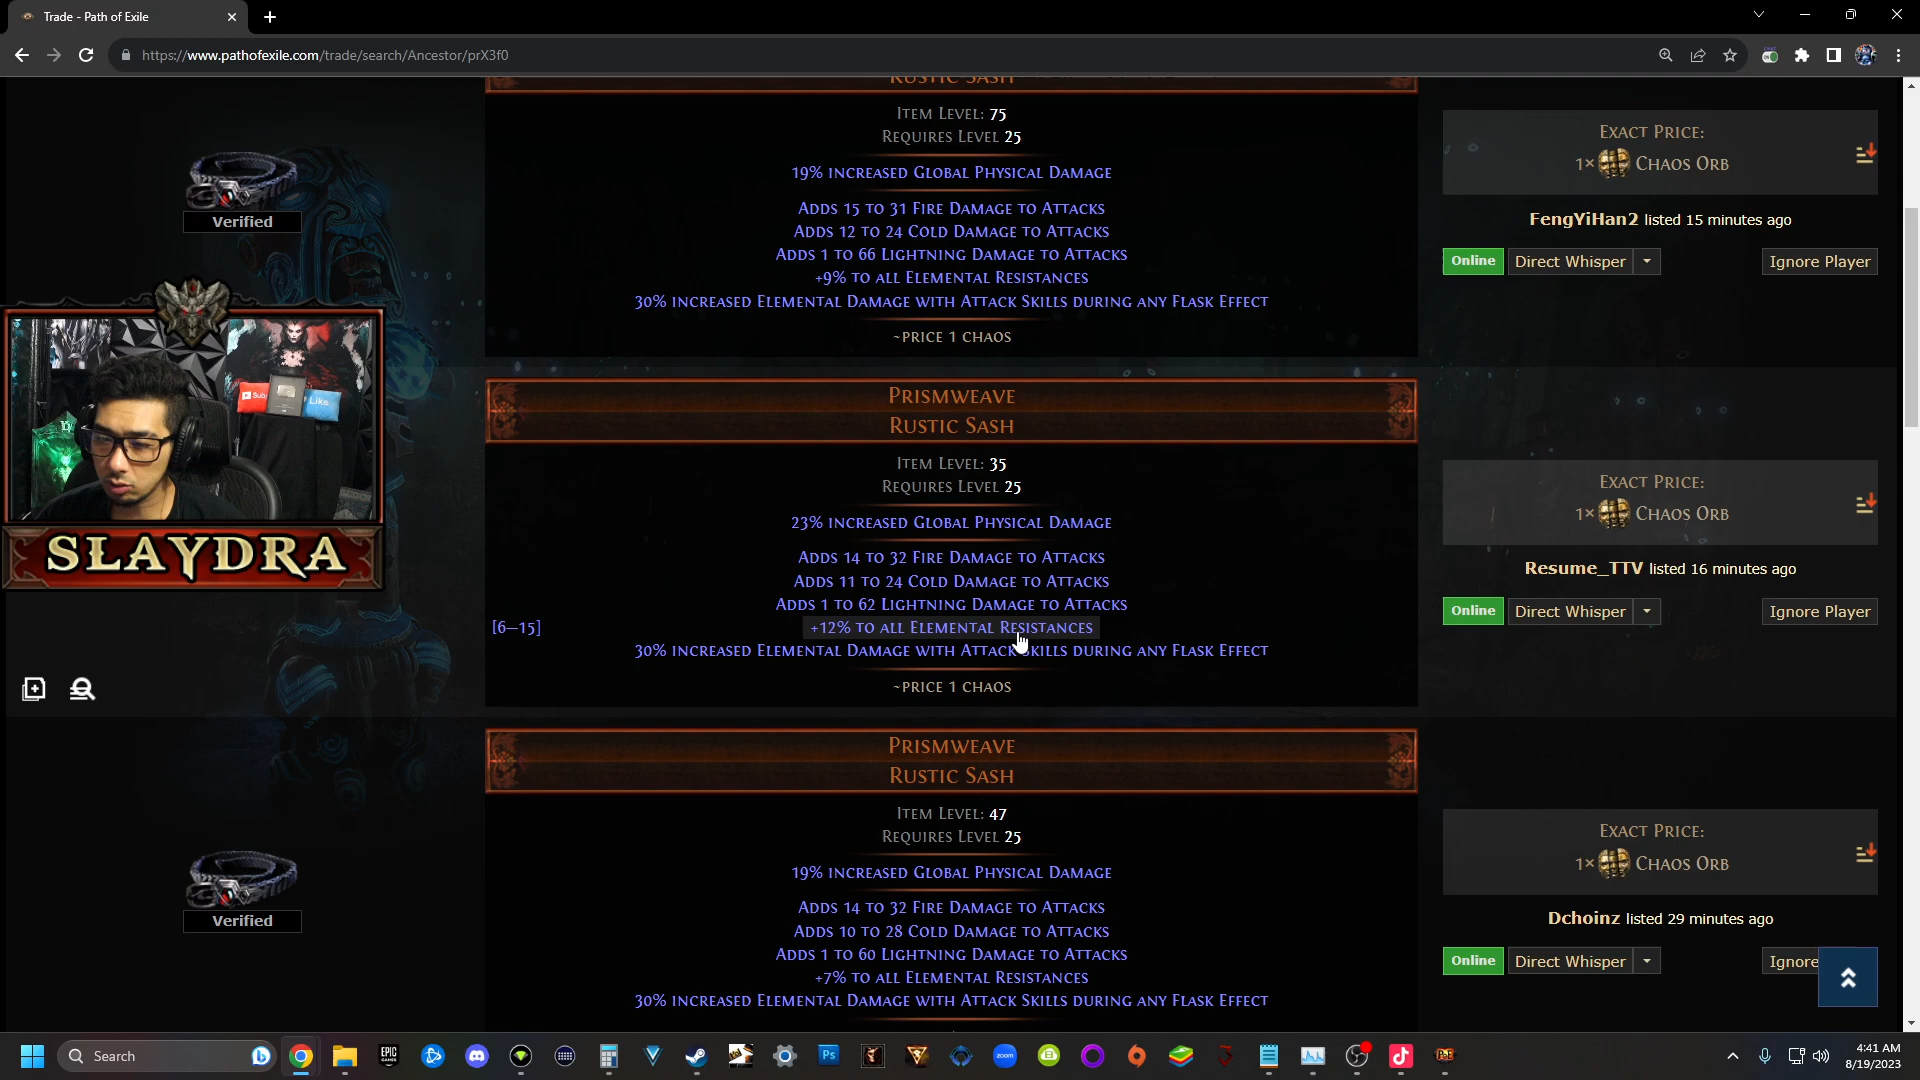 Trade - Path of Exile
https://www.pathofexile.com/trade/search/Ancestor/prX3f0
Rustic Sash
Item Level: 75
Requires Level 25
19% increased Global Physical Damage
Adds 15 to 31 Fire Damage to Attacks
Adds 12 to 24 Cold Damage to Attacks
Adds 1 to 66 Lightning Damage to Attacks
+9% to all Elemental Resistances
30% increased Elemental Damage with Attack Skills during any Flask Effect
~price 1 chaos
Verified
Exact Price:
1× Chaos Orb
FengYiHan2 listed 15 minutes ago
Online Direct Whisper Ignore Player
Prismweave
Rustic Sash
Item Level: 35
Requires Level 25
23% increased Global Physical Damage
Adds 14 to 32 Fire Damage to Attacks
Adds 11 to 24 Cold Damage to Attacks
Adds 1 to 62 Lightning Damage to Attacks
[6—15] +12% to all Elemental Resistances
30% increased Elemental Damage with Attack Skills during any Flask Effect
~price 1 chaos
Exact Price:
1× Chaos Orb
Resume_TTV listed 16 minutes ago
Online Direct Whisper Ignore Player
Sub
Like
SLAYDRA
Prismweave
Rustic Sash
Item Level: 47
Requires Level 25
19% increased Global Physical Damage
Adds 14 to 32 Fire Damage to Attacks
Adds 10 to 28 Cold Damage to Attacks
Adds 1 to 60 Lightning Damage to Attacks
+7% to all Elemental Resistances
30% increased Elemental Damage with Attack Skills during any Flask Effect
Verified
Exact Price:
1× Chaos Orb
Dchoinz listed 29 minutes ago
Online Direct Whisper Ignore
Search
EPIC
Ps
zoom
4:41 AM
8/19/2023